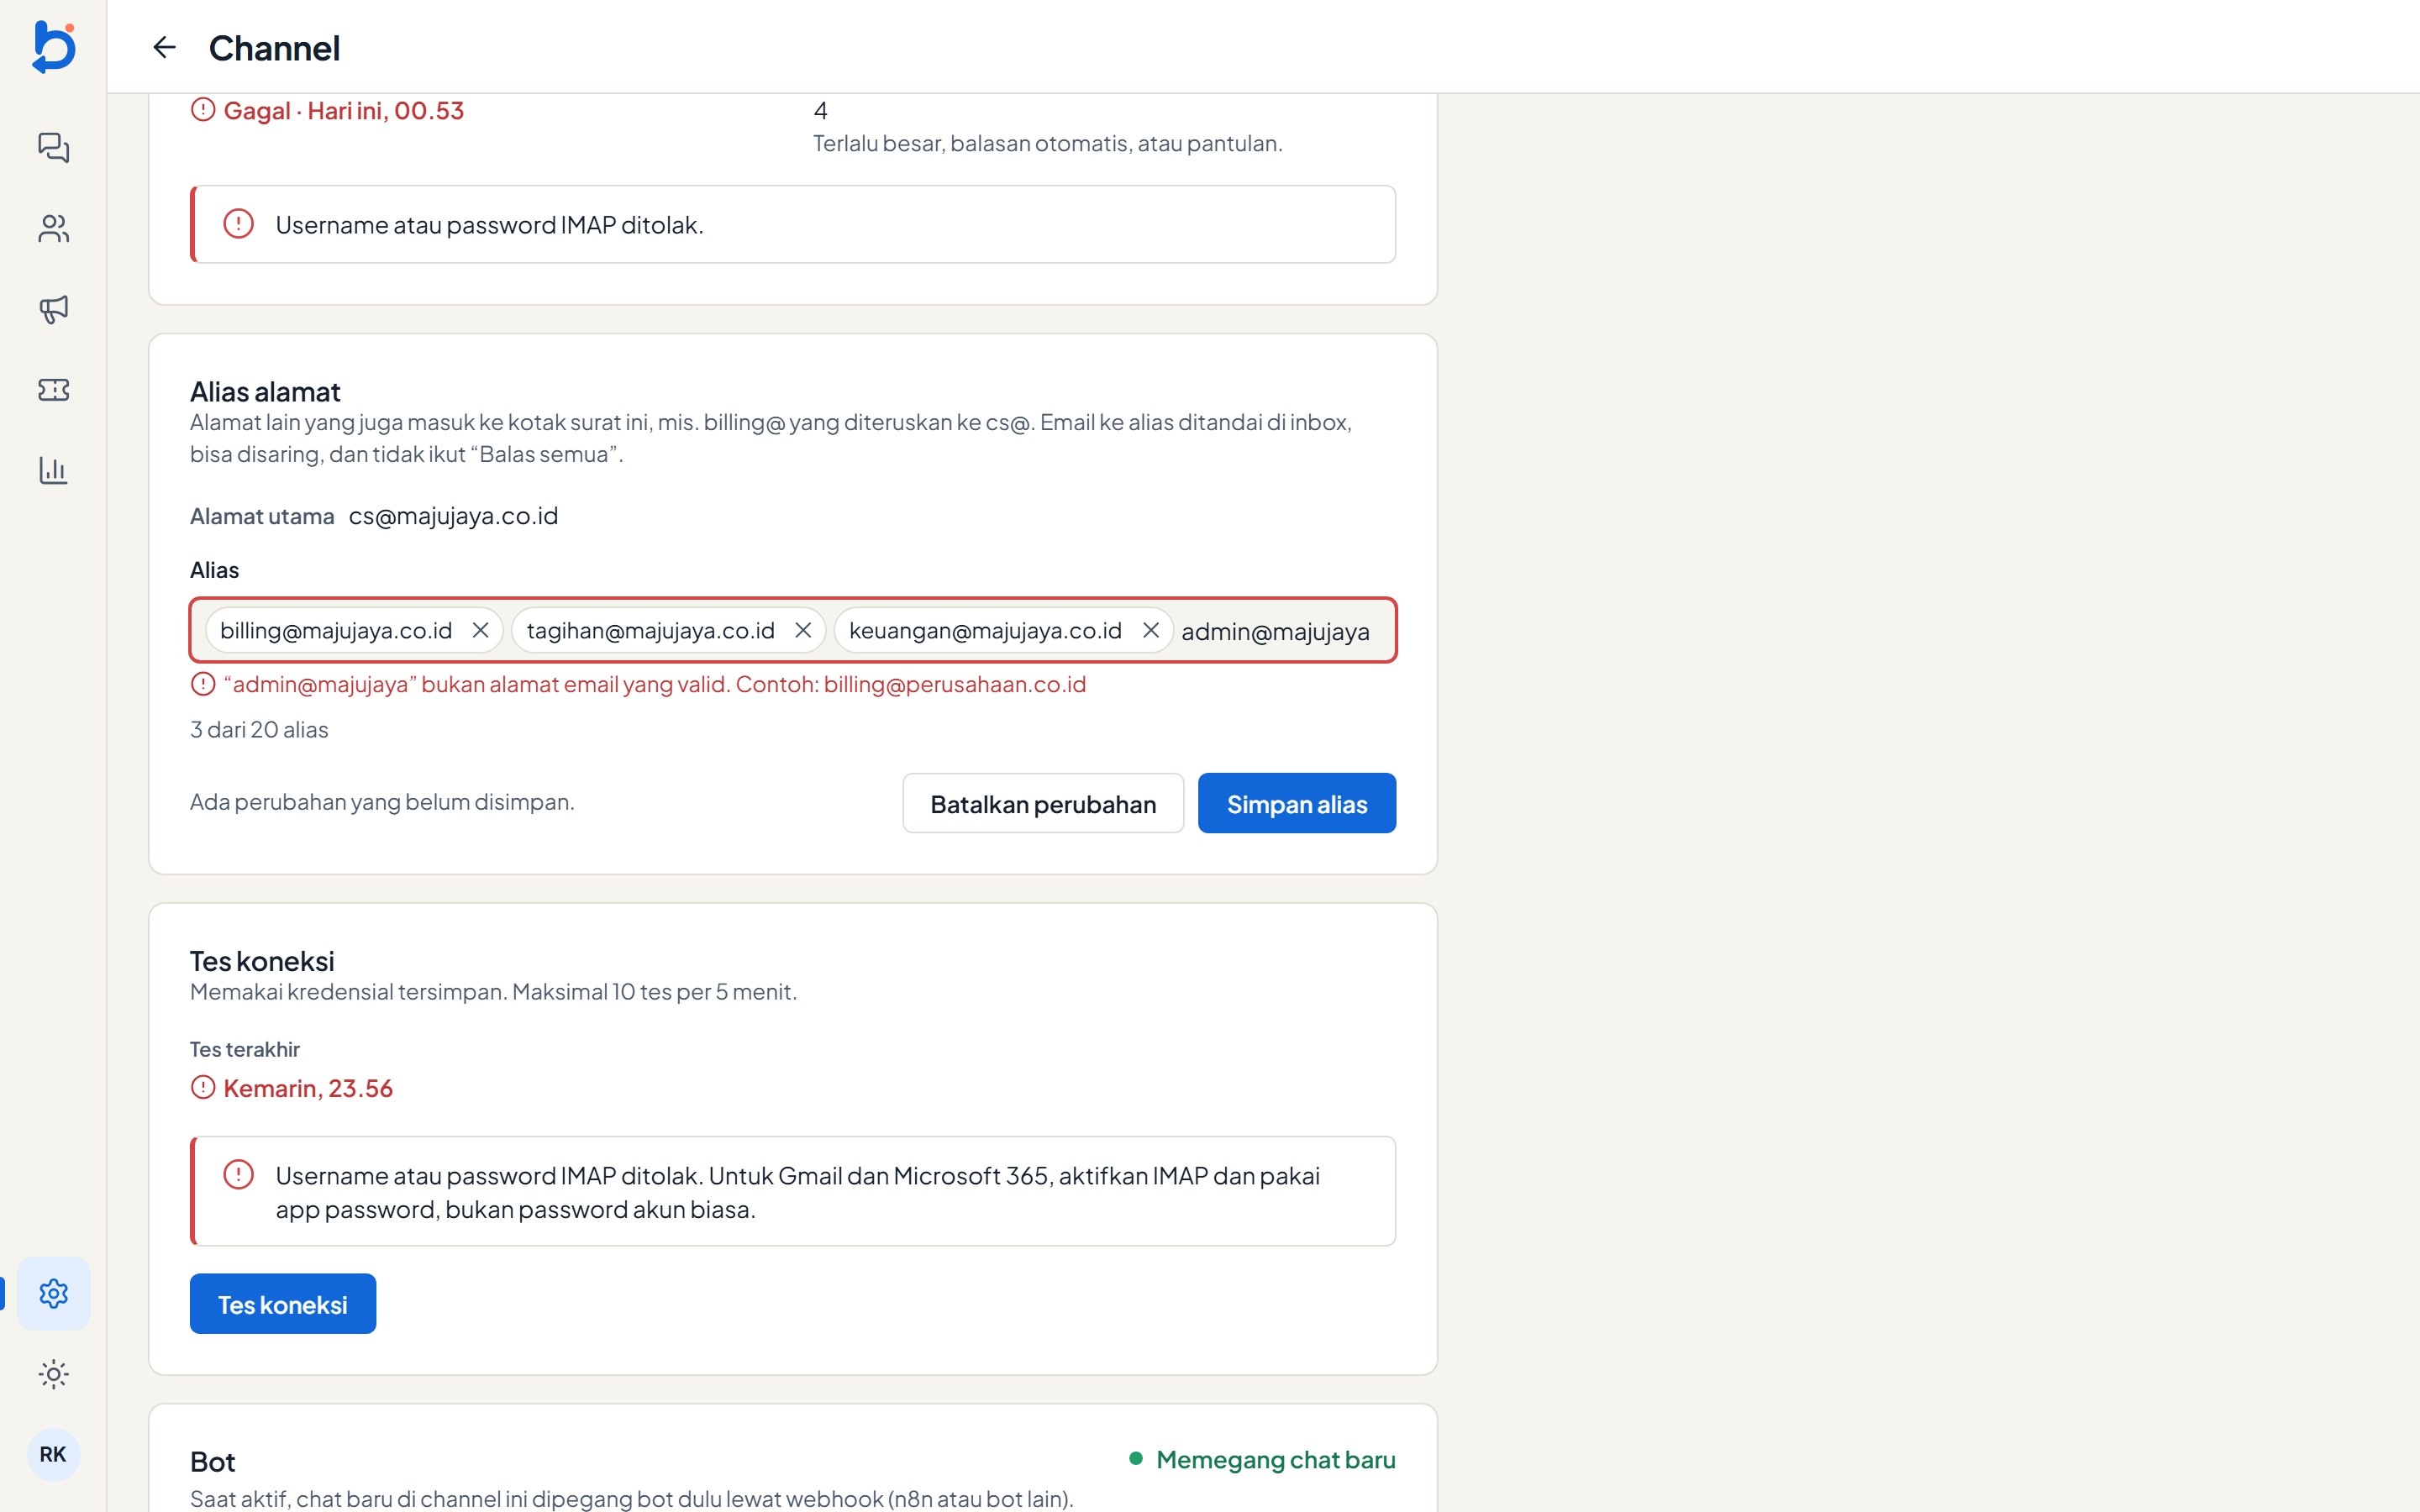 Channel
Gagal · Hari ini, 00.53
4
Terlalu besar, balasan otomatis, atau pantulan.
Username atau password IMAP ditolak.
Alias alamat
Alamat lain yang juga masuk ke kotak surat ini, mis. billing@ yang diteruskan ke cs@. Email ke alias ditandai di inbox,
bisa disaring, dan tidak ikut “Balas semua”.
Alamat utama cs@majujaya.co.id
Alias
billing@majujaya.co.id tagihan@majujaya.co.id keuangan@majujaya.co.id admin@majujaya
“admin@majujaya” bukan alamat email yang valid. Contoh: billing@perusahaan.co.id
3 dari 20 alias
Ada perubahan yang belum disimpan.
Batalkan perubahan
Simpan alias
Tes koneksi
Memakai kredensial tersimpan. Maksimal 10 tes per 5 menit.
Tes terakhir
Kemarin, 23.56
Username atau password IMAP ditolak. Untuk Gmail dan Microsoft 365, aktifkan IMAP dan pakai
app password, bukan password akun biasa.
Tes koneksi
RK
Bot
Memegang chat baru
Saat aktif, chat baru di channel ini dipegang bot dulu lewat webhook (n8n atau bot lain).